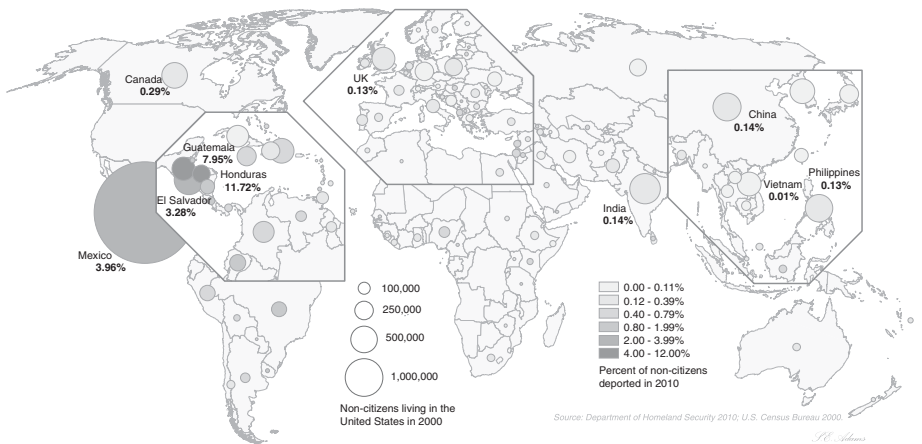 Canada
0.29%
UK
0.13%
China
0.14%
Guatemala
7.95%
Honduras
11.72%
El Salvador
3.28%
Mexico
3.96%
India
0.14%
Vietnam
0.01%
Philippines
0.13%
100,000
250,000
500,000
1,000,000
Non-citizens living in the
United States in 2000
0.00 - 0.11%
0.12 - 0.39%
0.40 - 0.79%
0.80 - 1.99%
2.00 - 3.99%
4.00 - 12.00%
Percent of non-citizens
deported in 2010
Source: Department of Homeland Security 2010; U.S. Census Bureau 2000.
S.E. Adams